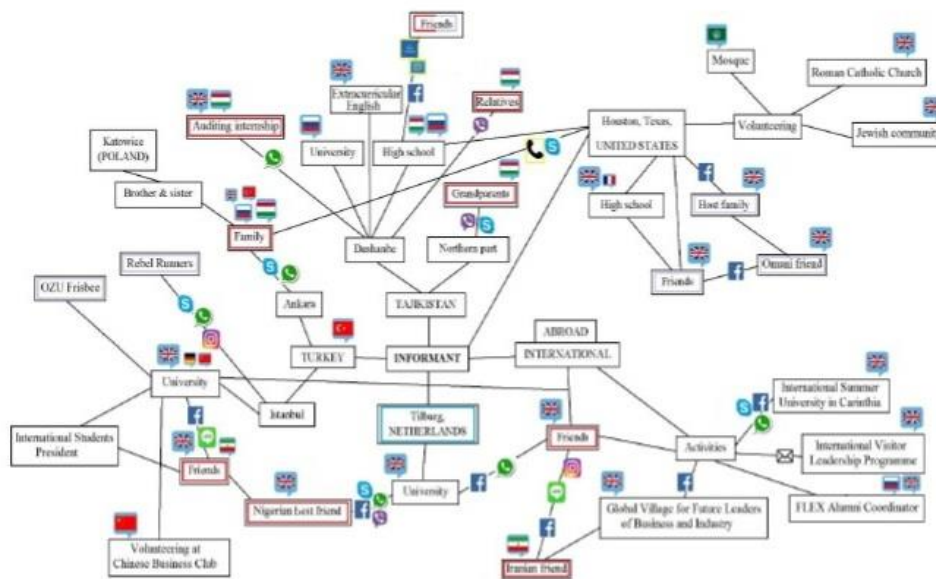 Friends
Mosque
Roman Catholic Church
Extracurricular
English
Relatives
Auditing internship
Houston, Texas,
UNITED STATES
Volunteering
Jewish community
University
High school
Katowice
(POLAND)
Grandparents
Brother & sister
High school
Host family
Family
Dushanbe
Northern part
Rebel Runners
Friends
Omani friend
OZU Frisbee
Ankara
TAJIKISTAN
ABROAD
INTERNATIONAL
TURKEY
INFORMANT
University
International Summer
University in Carinthia
Istanbul
Tilburg,
NETHERLANDS
International Students
President
Friends
Activities
International Visitor
Leadership Programme
Friends
University
Nigerian best friend
Global Village for Future Leaders
of Business and Industry
FLEX Alumni Coordinator
Volunteering at
Chinese Business Club
Iranian friend